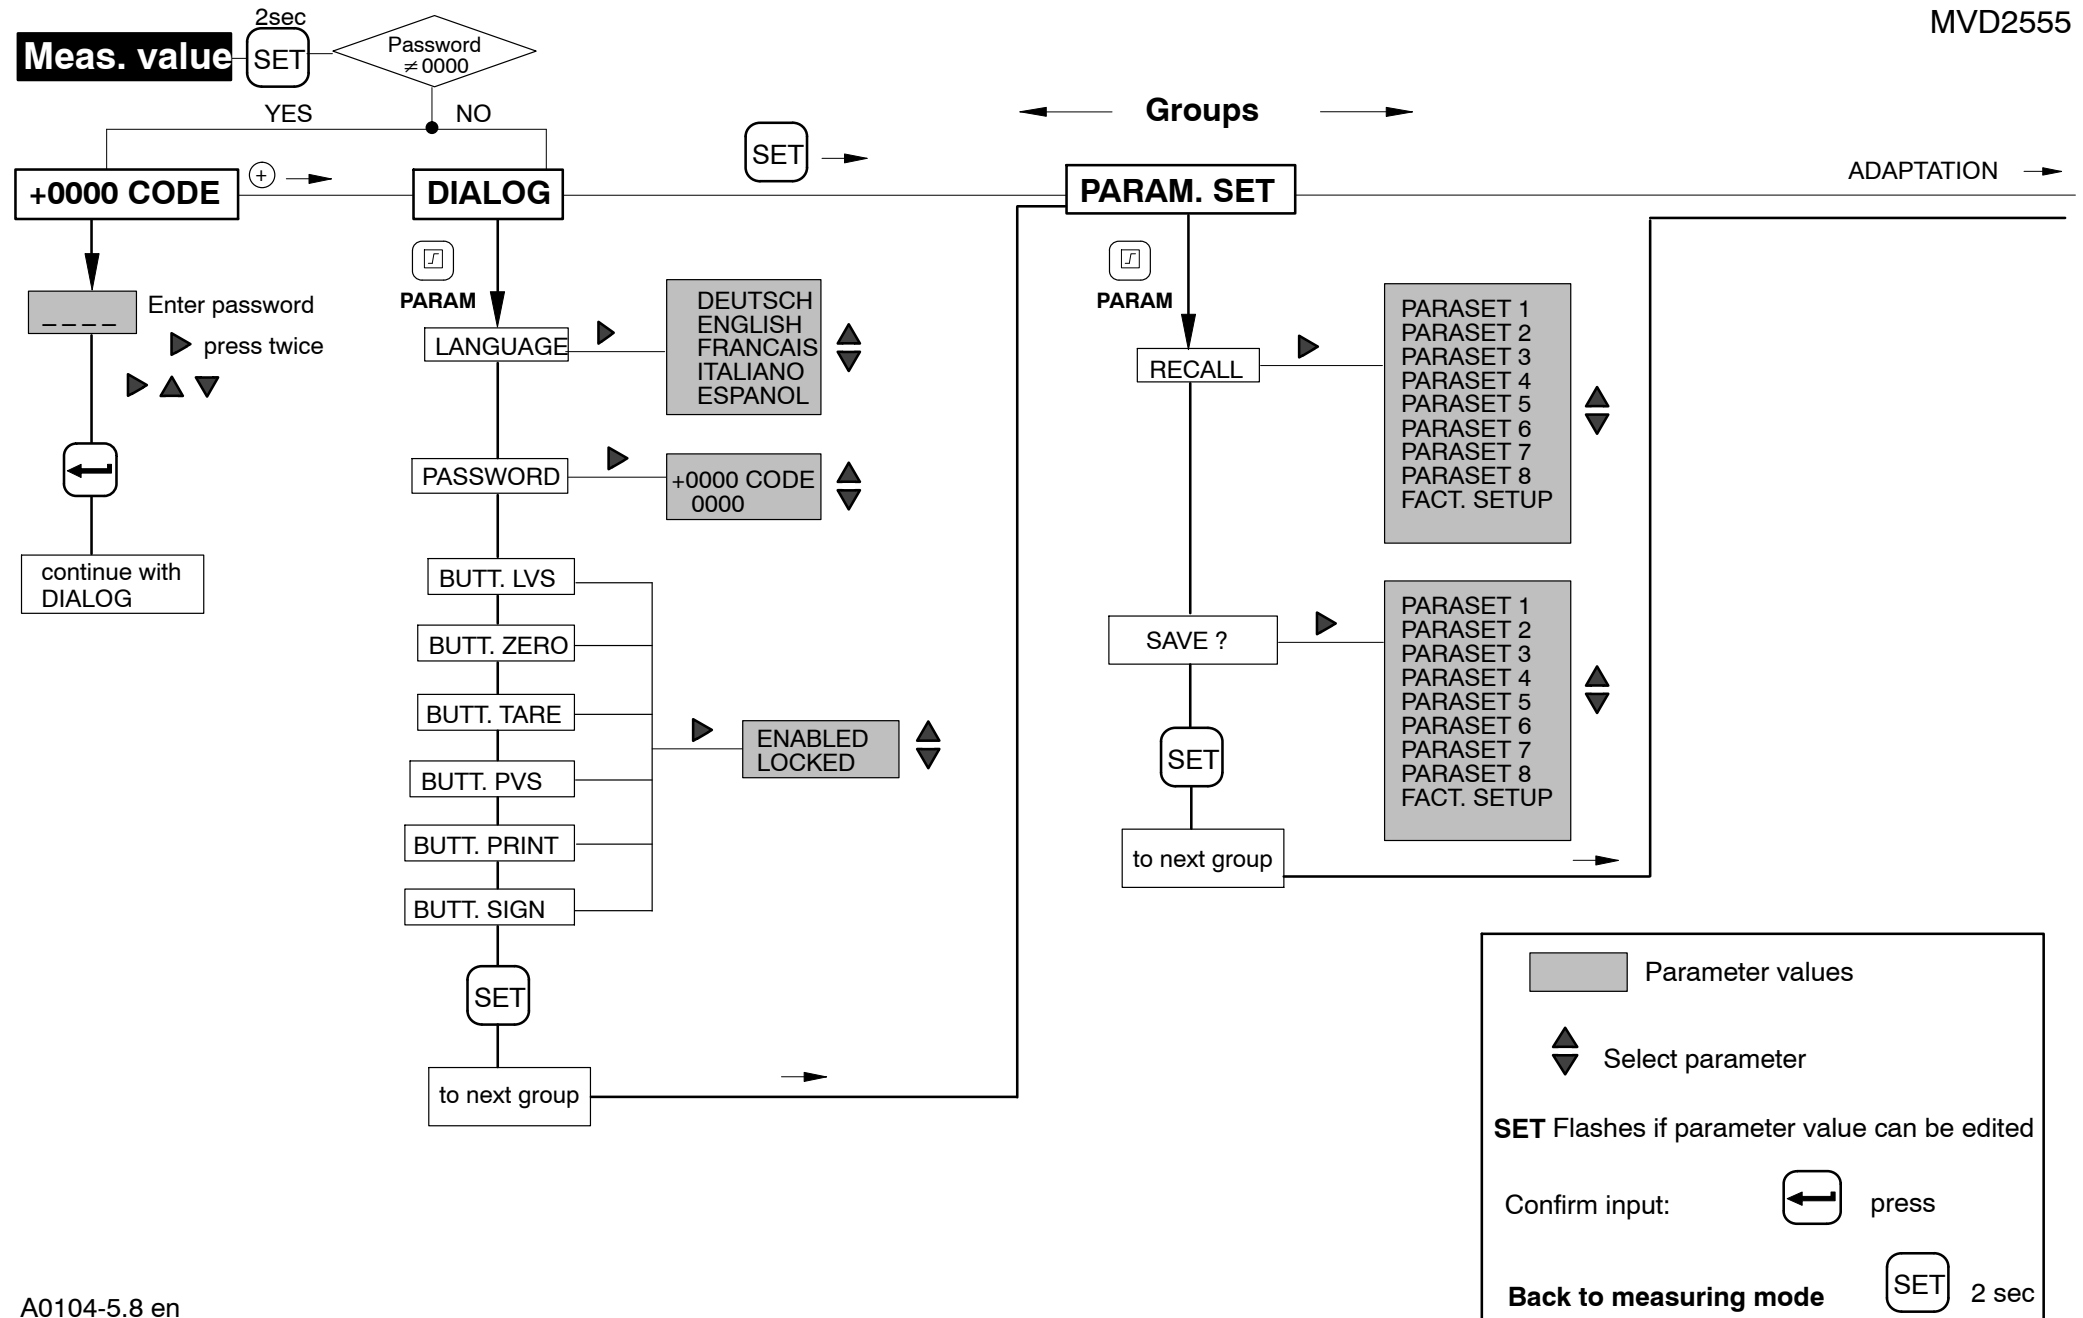 MVD2555
2sec
Meas. value
SET
Password
≠ 0000
YES
NO
Groups
SET
ADAPTATION
+0000 CODE
+
DIALOG
PARAM. SET
_ _ _ _
Enter password
press twice
continue with
DIALOG
PARAM
LANGUAGE
DEUTSCH
ENGLISH
FRANCAIS
ITALIANO
ESPANOL
PASSWORD
+0000 CODE
0000
BUTT. LVS
BUTT. ZERO
BUTT. TARE
BUTT. PVS
BUTT. PRINT
BUTT. SIGN
ENABLED
LOCKED
SET
to next group
PARAM
RECALL
PARASET 1
PARASET 2
PARASET 3
PARASET 4
PARASET 5
PARASET 6
PARASET 7
PARASET 8
FACT. SETUP
SAVE ?
PARASET 1
PARASET 2
PARASET 3
PARASET 4
PARASET 5
PARASET 6
PARASET 7
PARASET 8
FACT. SETUP
SET
to next group
Parameter values
Select parameter
SET Flashes if parameter value can be edited
Confirm input: press
Back to measuring mode SET 2 sec
A0104-5.8 en